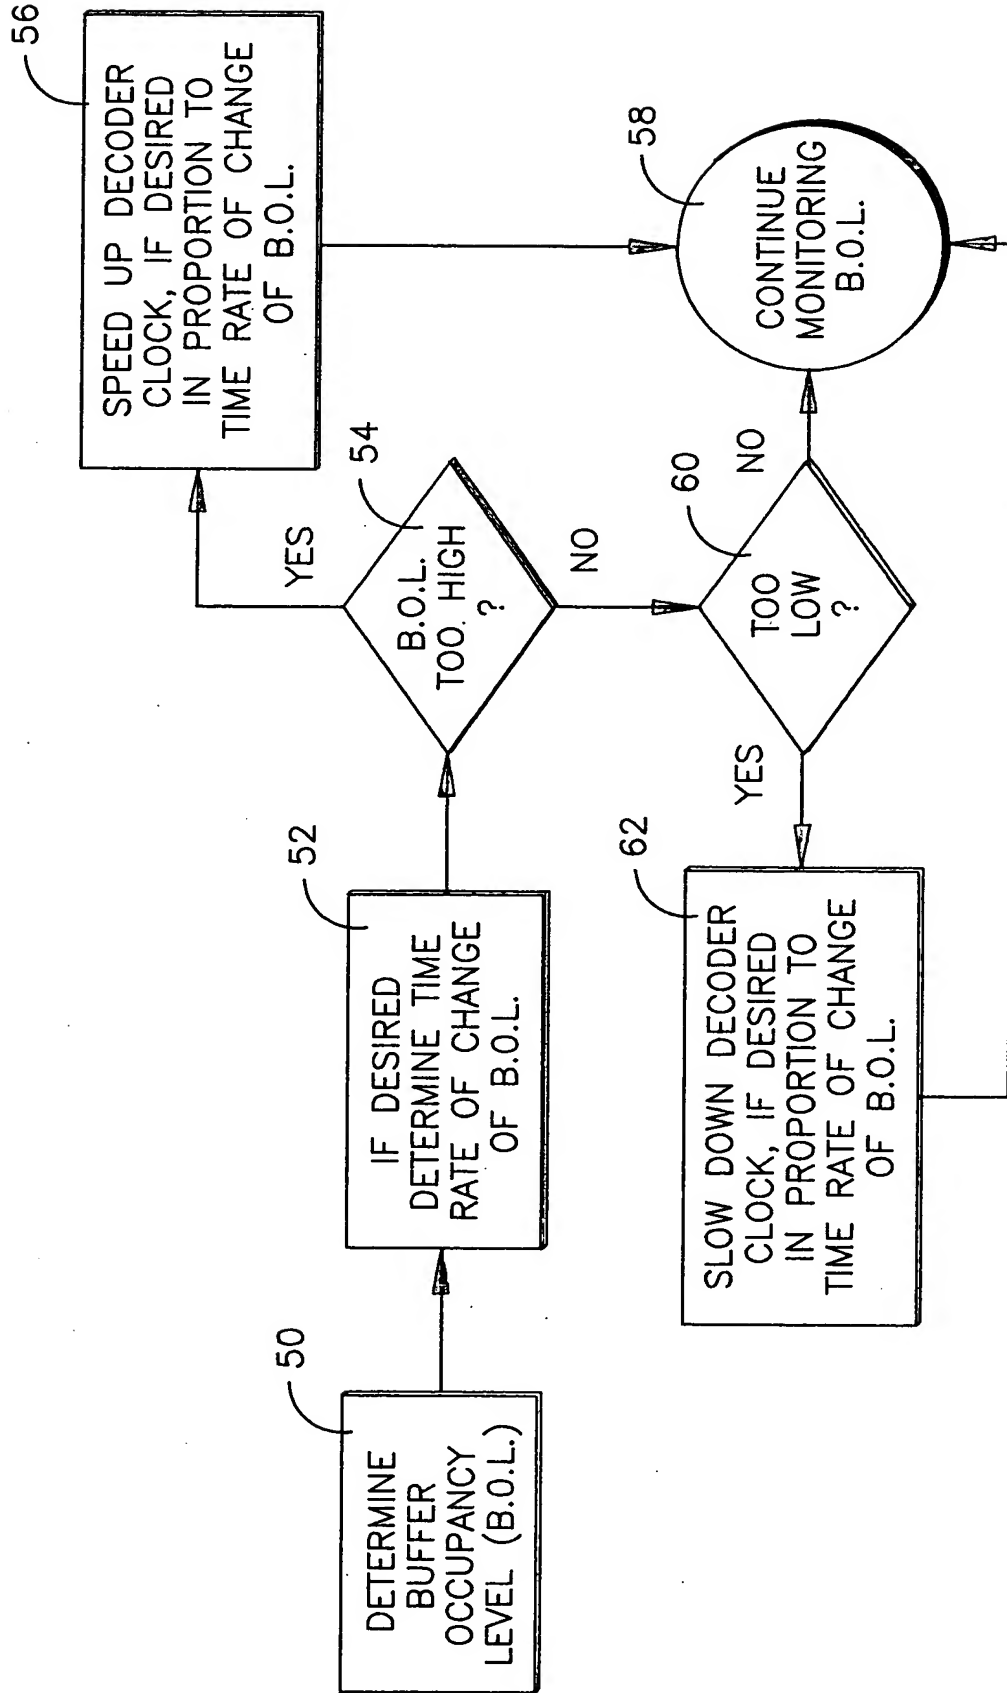 50
DETERMINE
BUFFER
OCCUPANCY
LEVEL (B.O.L.)
52
IF DESIRED
DETERMINE TIME
RATE OF CHANGE
OF B.O.L.
54
B.O.L.
TOO HIGH
?
YES
NO
56
SPEED UP DECODER
CLOCK, IF DESIRED
IN PROPORTION TO
TIME RATE OF CHANGE
OF B.O.L.
60
TOO
LOW
?
YES
NO
62
SLOW DOWN DECODER
CLOCK, IF DESIRED
IN PROPORTION TO
TIME RATE OF CHANGE
OF B.O.L.
58
CONTINUE
MONITORING
B.O.L.